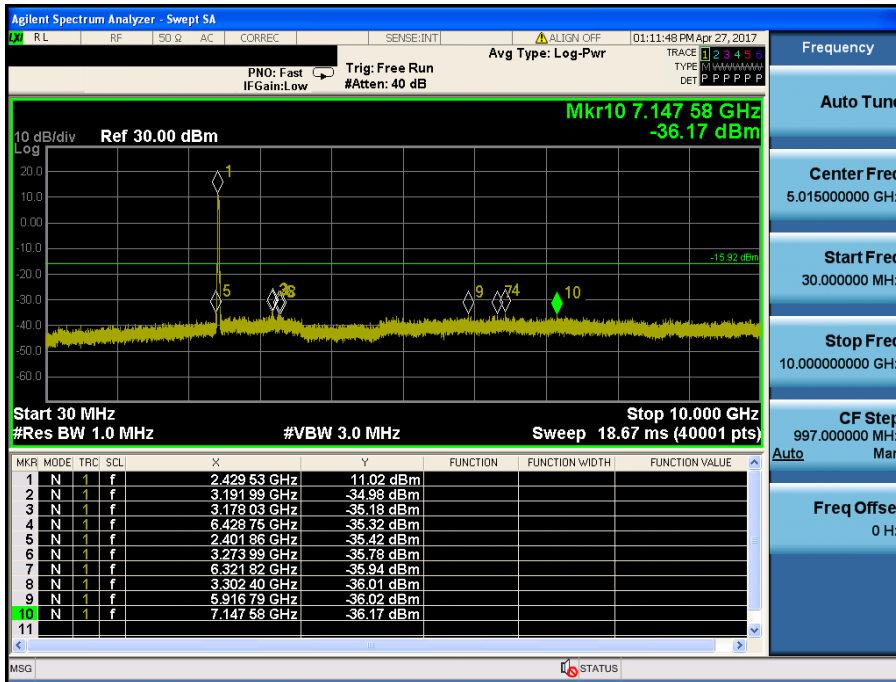 Agilent Spectrum Analyzer - Swept SA
LXI RL RF 50 Ω AC CORREC SENSE:INT ALIGN OFF 01:11:48 PM Apr 27, 2017
Avg Type: Log-Pwr TRACE 1 2 3 4 5 6
PNO: Fast Trig: Free Run TYPE M WWWWW
IFGain:Low #Atten: 40 dB DET P P P P P P
Mkr10 7.147 58 GHz
-36.17 dBm
10 dB/div Ref 30.00 dBm
Log
20.0
10.0
0.00
-10.0
-20.0
-30.0
-40.0
-50.0
-60.0
1
-15.92 dBm
5 9 74 10
Start 30 MHz Stop 10.000 GHz
#Res BW 1.0 MHz #VBW 3.0 MHz Sweep 18.67 ms (40001 pts)
MKR MODE TRC SCL X Y FUNCTION FUNCTION WIDTH FUNCTION VALUE
1 N 1 f 2.429 53 GHz 11.02 dBm
2 N 1 f 3.191 99 GHz -34.98 dBm
3 N 1 f 3.178 03 GHz -35.18 dBm
4 N 1 f 6.428 75 GHz -35.32 dBm
5 N 1 f 2.401 86 GHz -35.42 dBm
6 N 1 f 3.273 99 GHz -35.78 dBm
7 N 1 f 6.321 82 GHz -35.94 dBm
8 N 1 f 3.302 40 GHz -36.01 dBm
9 N 1 f 5.916 79 GHz -36.02 dBm
10 N 1 f 7.147 58 GHz -36.17 dBm
11
MSG STATUS
Frequency
Auto Tune
Center Freq
5.015000000 GHz
Start Freq
30.000000 MHz
Stop Freq
10.000000000 GHz
CF Step
997.000000 MHz
Auto Man
Freq Offse
0 Hz